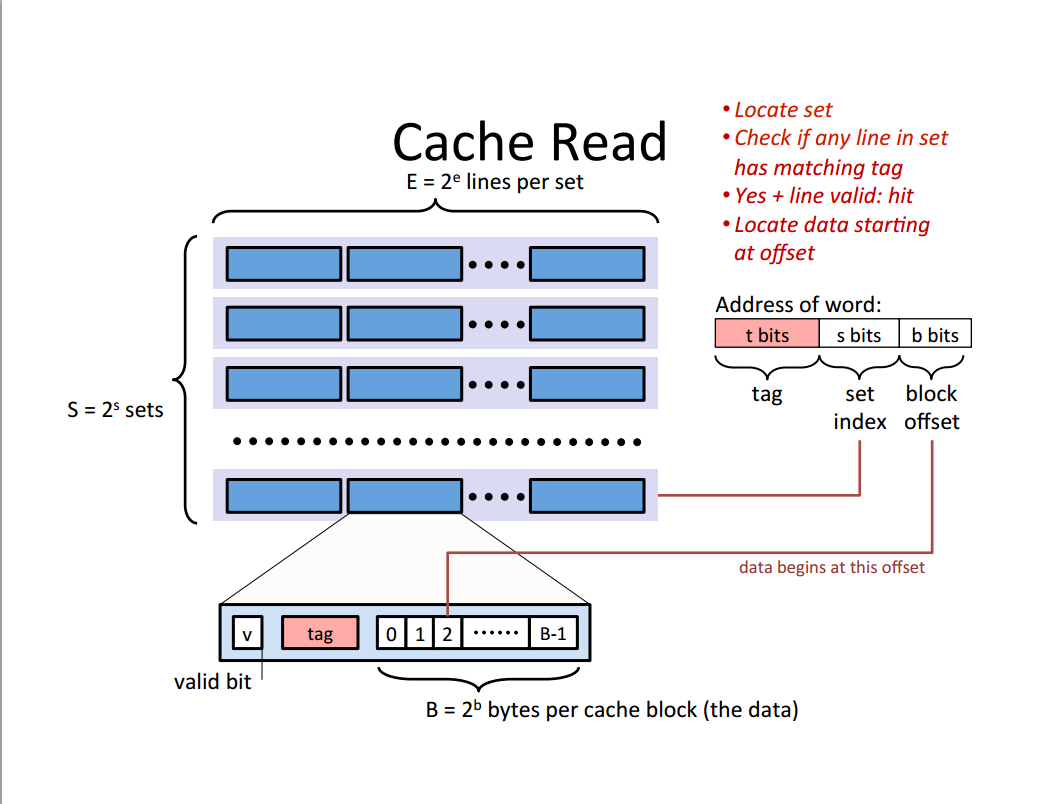 Cache Read
E = 2ᵉ lines per set
• Locate set
• Check if any line in set
has matching tag
• Yes + line valid: hit
• Locate data starting
at offset
Address of word:
t bits s bits b bits
tag set block
index offset
S = 2ˢ sets
data begins at this offset
v tag 0 1 2 •••••• B-1
valid bit
B = 2ᵇ bytes per cache block (the data)